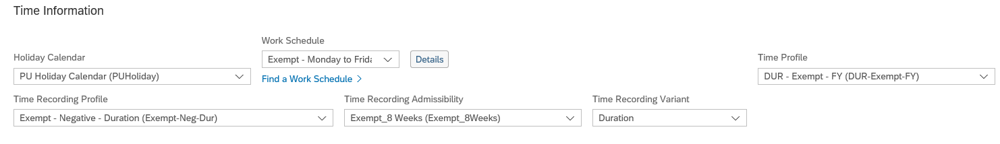 Time Information
Work Schedule
Holiday Calendar
Time Profile
Exempt - Monday to Frida
Details
PU Holiday Calendar (PUHoliday)
Find a Work Schedule
DUR - Exempt - FY (DUR-Exempt-FY)
Time Recording Profile
Time Recording Admissibility
Time Recording Variant
Exempt - Negative - Duration (Exempt-Neg-Dur)
Exempt_8 Weeks (Exempt_8Weeks)
Duration